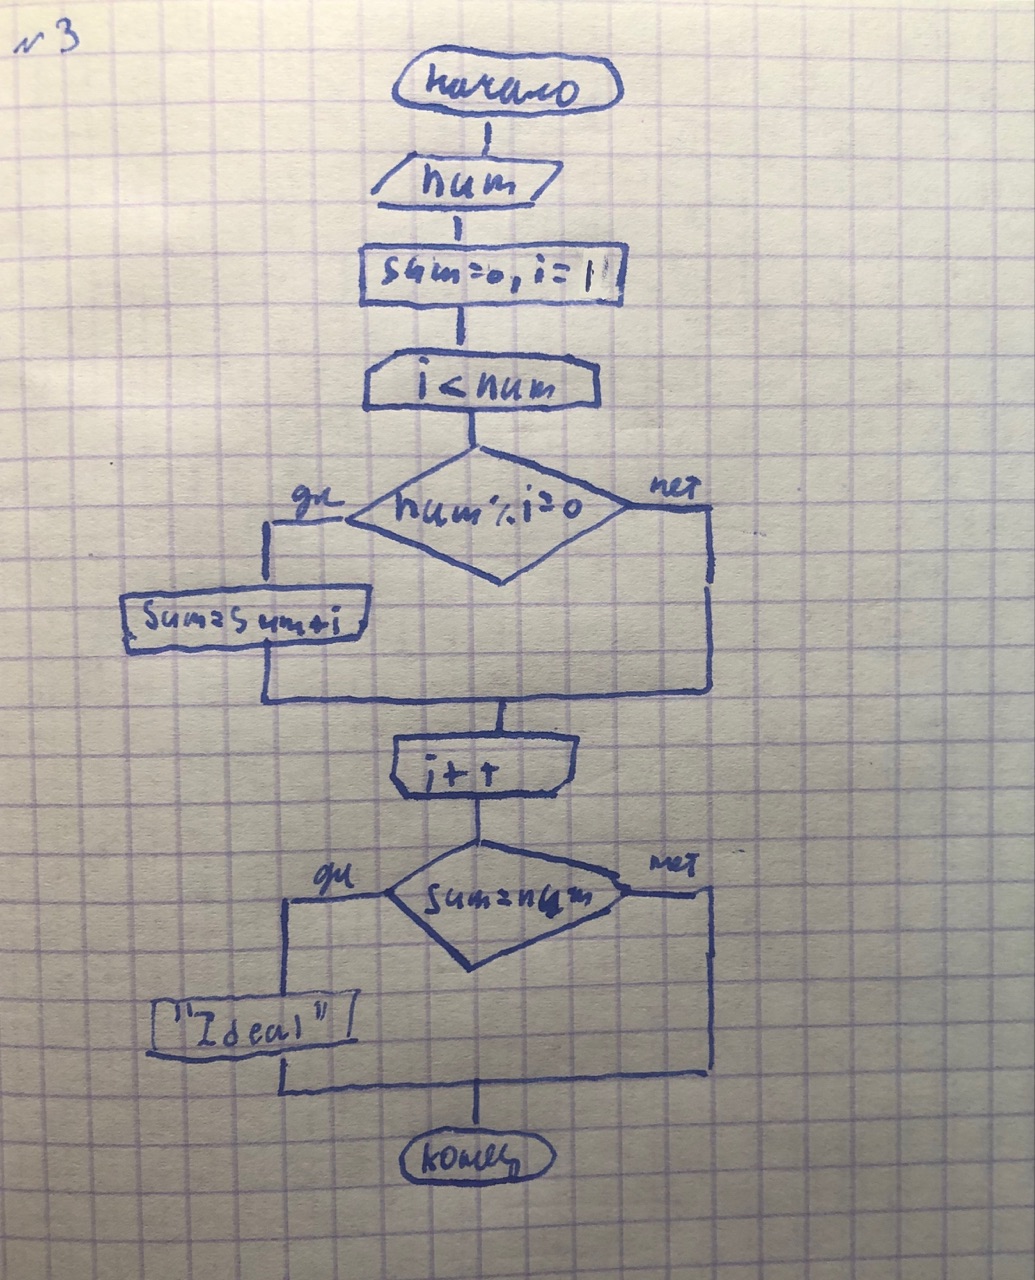 №3
начало
num
sum=0, i=1
i<num
да
num%i=0
нет
sum=sum+i
i++
да
sum=num
нет
"Ideal"
конец